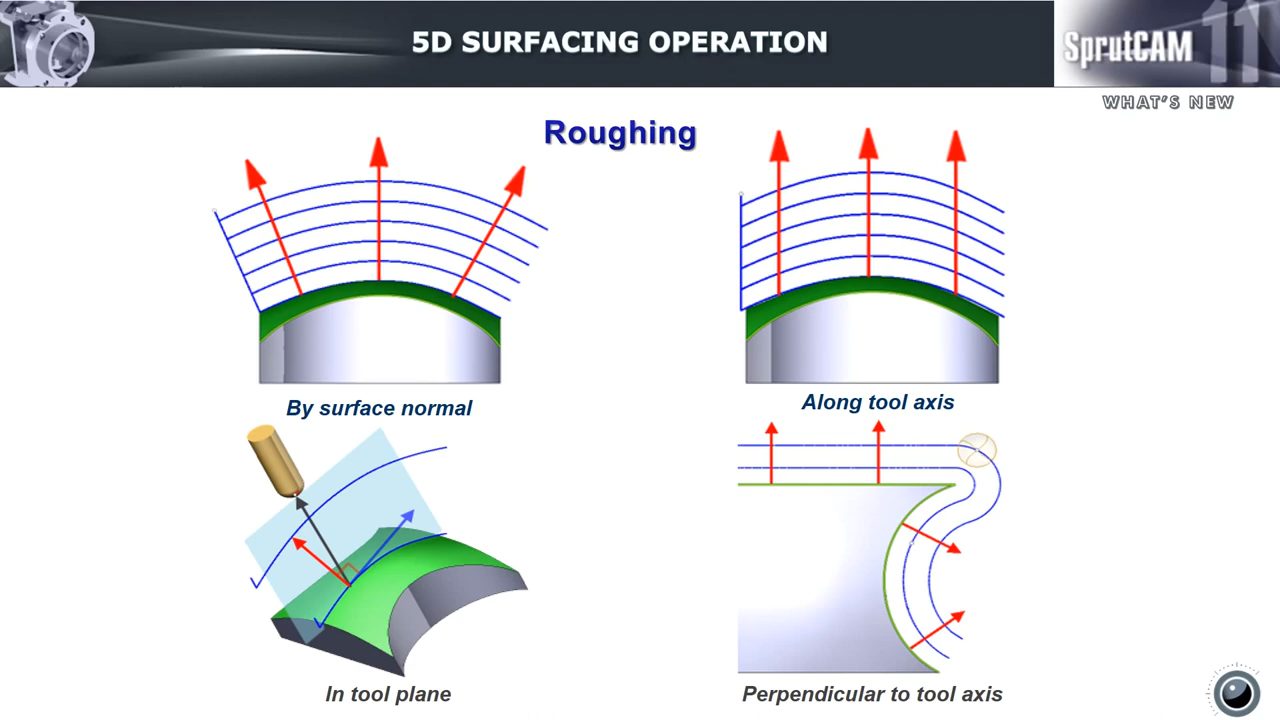 5D SURFACING OPERATION
SprutCAM 11
WHAT'S NEW
Roughing
By surface normal
Along tool axis
In tool plane
Perpendicular to tool axis